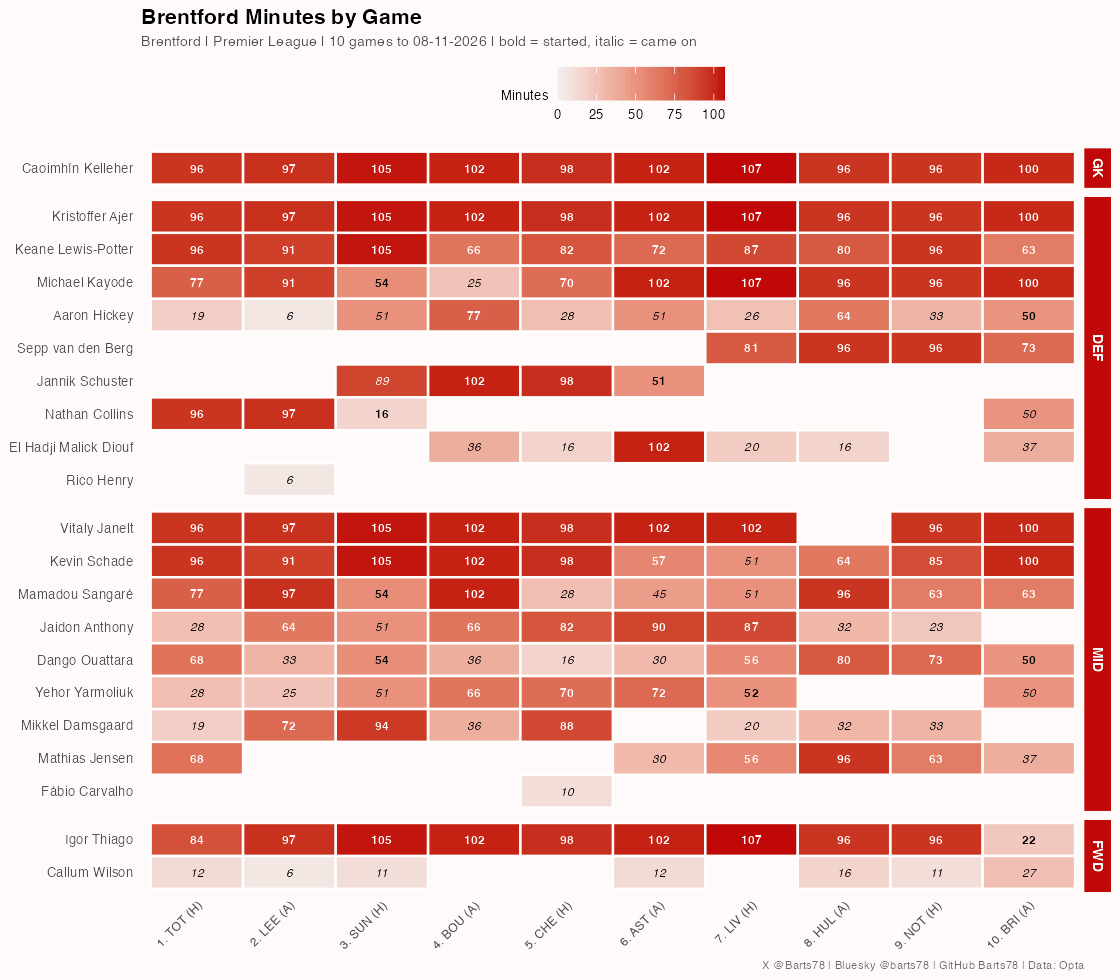 Brentford Minutes by Game
Brentford | Premier League | 10 games to 08-11-2026 | bold = started, italic = came on
Minutes
0 25 50 75 100
Caoimhín Kelleher 96 97 105 102 98 102 107 96 96 100
GK
Kristoffer Ajer 96 97 105 102 98 102 107 96 96 100
Keane Lewis-Potter 96 91 105 66 82 72 87 80 96 63
Michael Kayode 77 91 54 25 70 102 107 96 96 100
Aaron Hickey 19 6 51 77 28 51 26 64 33 50
Sepp van den Berg 81 96 96 73
Jannik Schuster 89 102 98 51
Nathan Collins 96 97 16 50
El Hadji Malick Diouf 36 16 102 20 16 37
Rico Henry 6
DEF
Vitaly Janelt 96 97 105 102 98 102 102 96 100
Kevin Schade 96 91 105 102 98 57 51 64 85 100
Mamadou Sangaré 77 97 54 102 28 45 51 96 63 63
Jaidon Anthony 28 64 51 66 82 90 87 32 23
Dango Ouattara 68 33 54 36 16 30 56 80 73 50
Yehor Yarmoliuk 28 25 51 66 70 72 52 50
Mikkel Damsgaard 19 72 94 36 88 20 32 33
Mathias Jensen 68 30 56 96 63 37
Fábio Carvalho 10
MID
Igor Thiago 84 97 105 102 98 102 107 96 96 22
Callum Wilson 12 6 11 12 16 11 27
FWD
1. TOT (H) 2. LEE (A) 3. SUN (H) 4. BOU (A) 5. CHE (H) 6. AST (A) 7. LIV (H) 8. HUL (A) 9. NOT (H) 10. BRI (A)
X @Barts78 | Bluesky @barts78 | GitHub Barts78 | Data: Opta